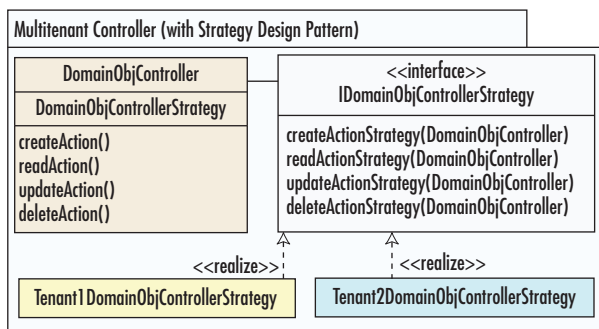 Multitenant Controller (with Strategy Design Pattern)
DomainObjController
DomainObjControllerStrategy
createAction()
readAction()
updateAction()
deleteAction()
<<interface>>
IDomainObjControllerStrategy
createActionStrategy(DomainObjController)
readActionStrategy(DomainObjController)
updateActionStrategy(DomainObjController)
deleteActionStrategy(DomainObjController)
<<realize>>
<<realize>>
Tenant1DomainObjControllerStrategy
Tenant2DomainObjControllerStrategy